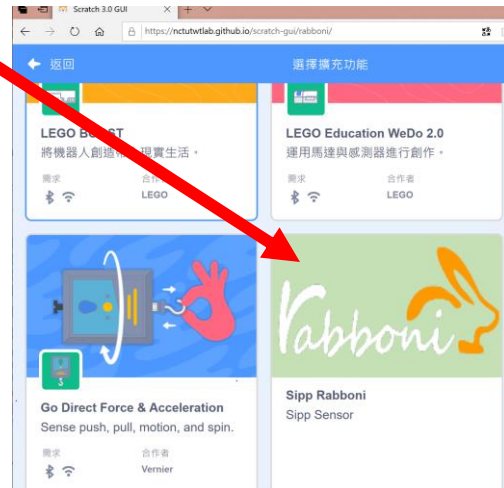 Scratch 3.0 GUI
https://nctutwtlab.github.io/scratch-gui/rabboni/
返回
選擇擴充功能
LEGO ST
將機器人創造 現實生活。
需求 合作者
LEGO
LEGO Education WeDo 2.0
運用馬達與感測器進行創作。
需求 合作者
LEGO
Go Direct Force & Acceleration
Sense push, pull, motion, and spin.
需求 合作者
Vernier
rabboni
Sipp Rabboni
Sipp Sensor